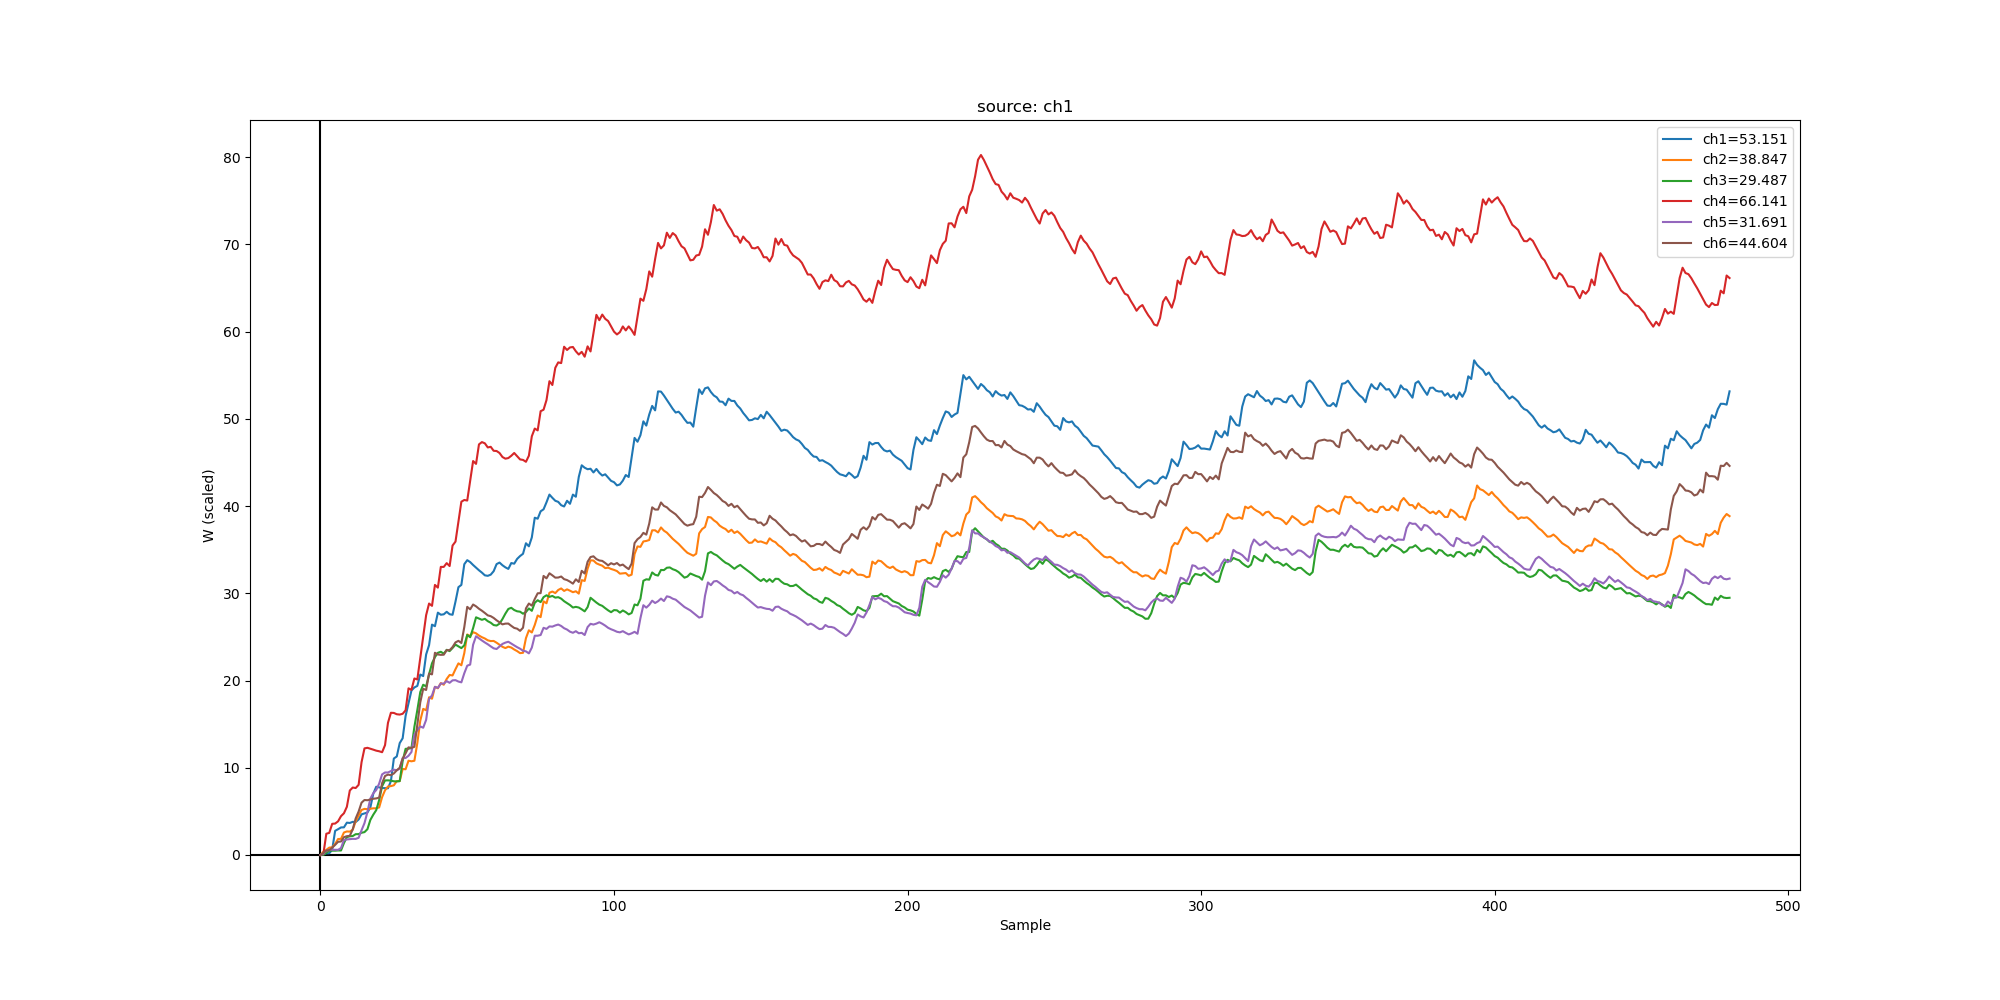 source: ch1
W (scaled)
80
70
60
50
40
30
20
10
0
0 100 200 300 400 500
Sample
ch1=53.151
ch2=38.847
ch3=29.487
ch4=66.141
ch5=31.691
ch6=44.604